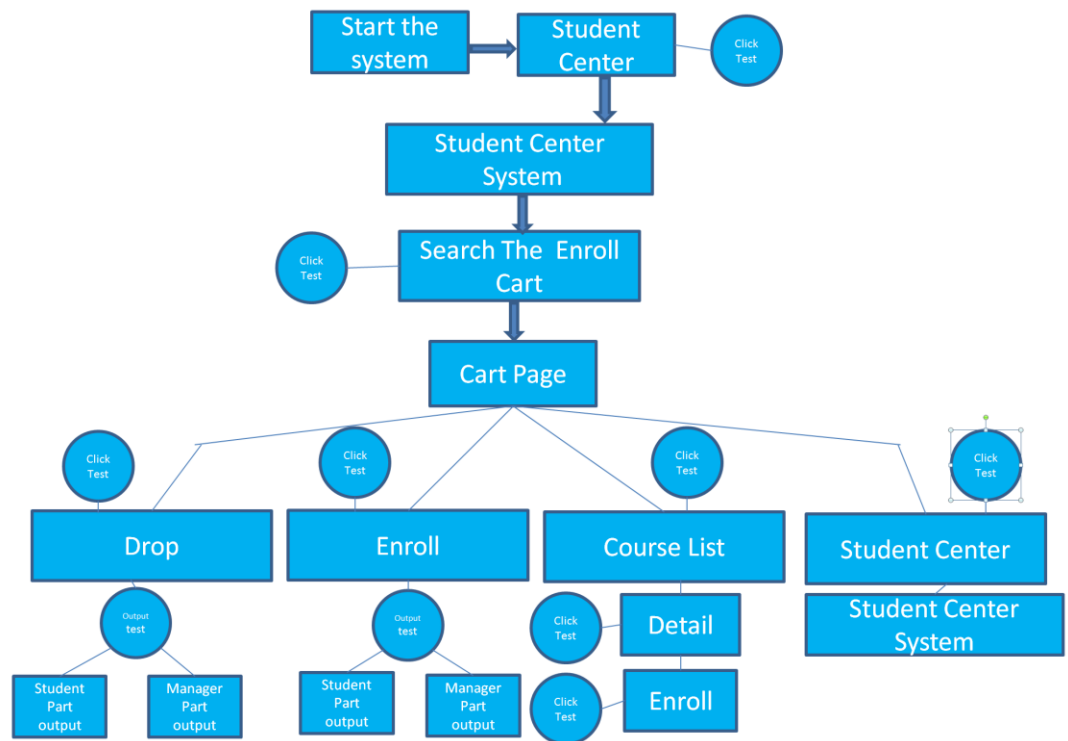 Start the
system
Student
Center
Click
Test
Student Center
System
Click
Test
Search The Enroll
Cart
Cart Page
Click
Test
Click
Test
Click
Test
Click
Test
Drop
Enroll
Course List
Student Center
Output
test
Output
test
Click
Test
Detail
Student Center
System
Student
Part
output
Manager
Part
output
Student
Part
output
Manager
Part
output
Click
Test
Enroll